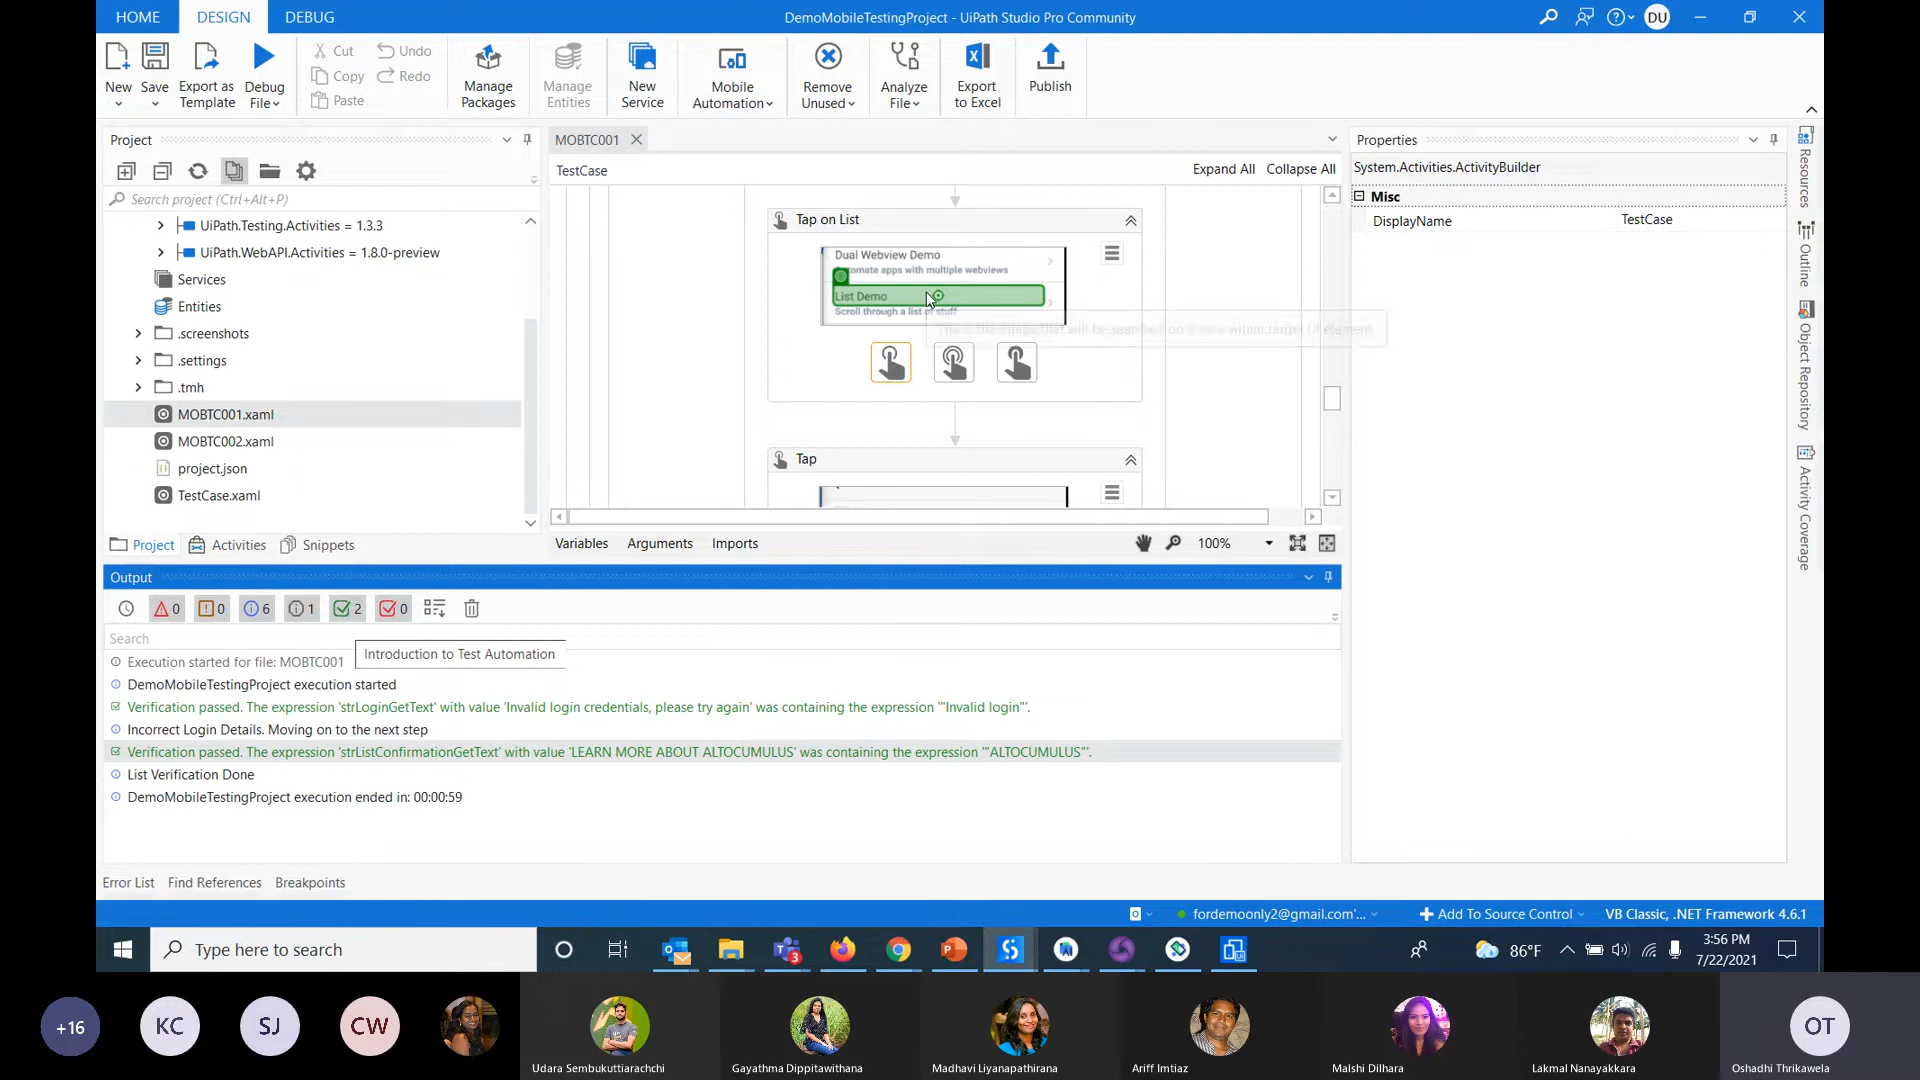 HOME DESIGN DEBUG
DemoMobileTestingProject - UiPath Studio Pro Community
DU
New
Save
Export as
Template
Debug
File
Cut
Copy
Paste
Undo
Redo
Manage
Packages
Manage
Entities
New
Service
Mobile
Automation
Remove
Unused
Analyze
File
Export
to Excel
Publish
Project
Search project (Ctrl+Alt+P)
UiPath.Testing.Activities = 1.3.3
UiPath.WebAPI.Activities = 1.8.0-preview
Services
Entities
.screenshots
.settings
.tmh
MOBTC001.xaml
MOBTC002.xaml
project.json
TestCase.xaml
Project Activities Snippets
MOBTC001
TestCase
Expand All Collapse All
Tap on List
Dual Webview Demo
omate apps with multiple webviews
List Demo
Scroll through a list of stuff
Tap
Variables Arguments Imports
100%
Properties
System.Activities.ActivityBuilder
Misc
DisplayName TestCase
Resources
Outline
Object Repository
Activity Coverage
Output
0 0 6 1 2 0
Search
Introduction to Test Automation
Execution started for file: MOBTC001
DemoMobileTestingProject execution started
Verification passed. The expression 'strLoginGetText' with value 'Invalid login credentials, please try again' was containing the expression '"Invalid login"'.
Incorrect Login Details. Moving on to the next step
Verification passed. The expression 'strListConfirmationGetText' with value 'LEARN MORE ABOUT ALTOCUMULUS' was containing the expression '"ALTOCUMULUS"'.
List Verification Done
DemoMobileTestingProject execution ended in: 00:00:59
Error List Find References Breakpoints
fordemoonly2@gmail.com'...
Add To Source Control
VB Classic, .NET Framework 4.6.1
Type here to search
3
86°F
3:56 PM
7/22/2021
+16
KC
SJ
CW
OT
Udara Sembukuttiarachchi
Gayathma Dippitawithana
Madhavi Liyanapathirana
Ariff Imtiaz
Malshi Dilhara
Lakmal Nanayakkara
Oshadhi Thrikawela